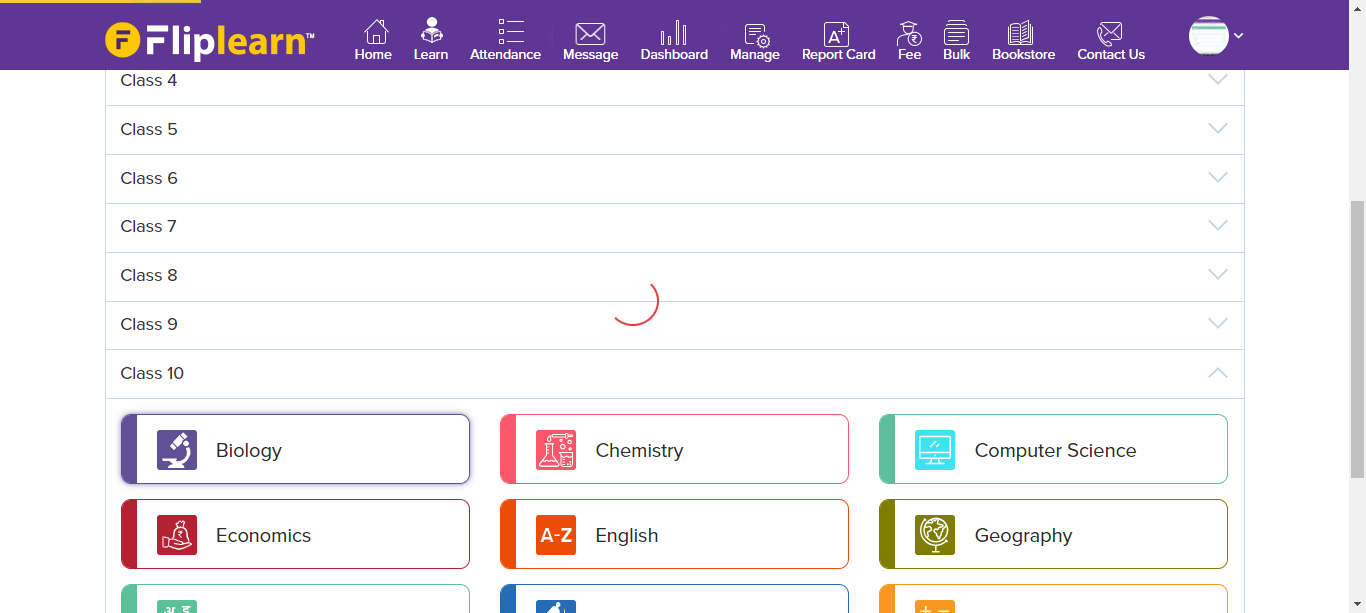 Fliplearn™
Home Learn Attendance Message Dashboard Manage Report Card Fee Bulk Bookstore Contact Us
Class 4
Class 5
Class 6
Class 7
Class 8
Class 9
Class 10
Biology
Chemistry
Computer Science
Economics
A-Z English
Geography